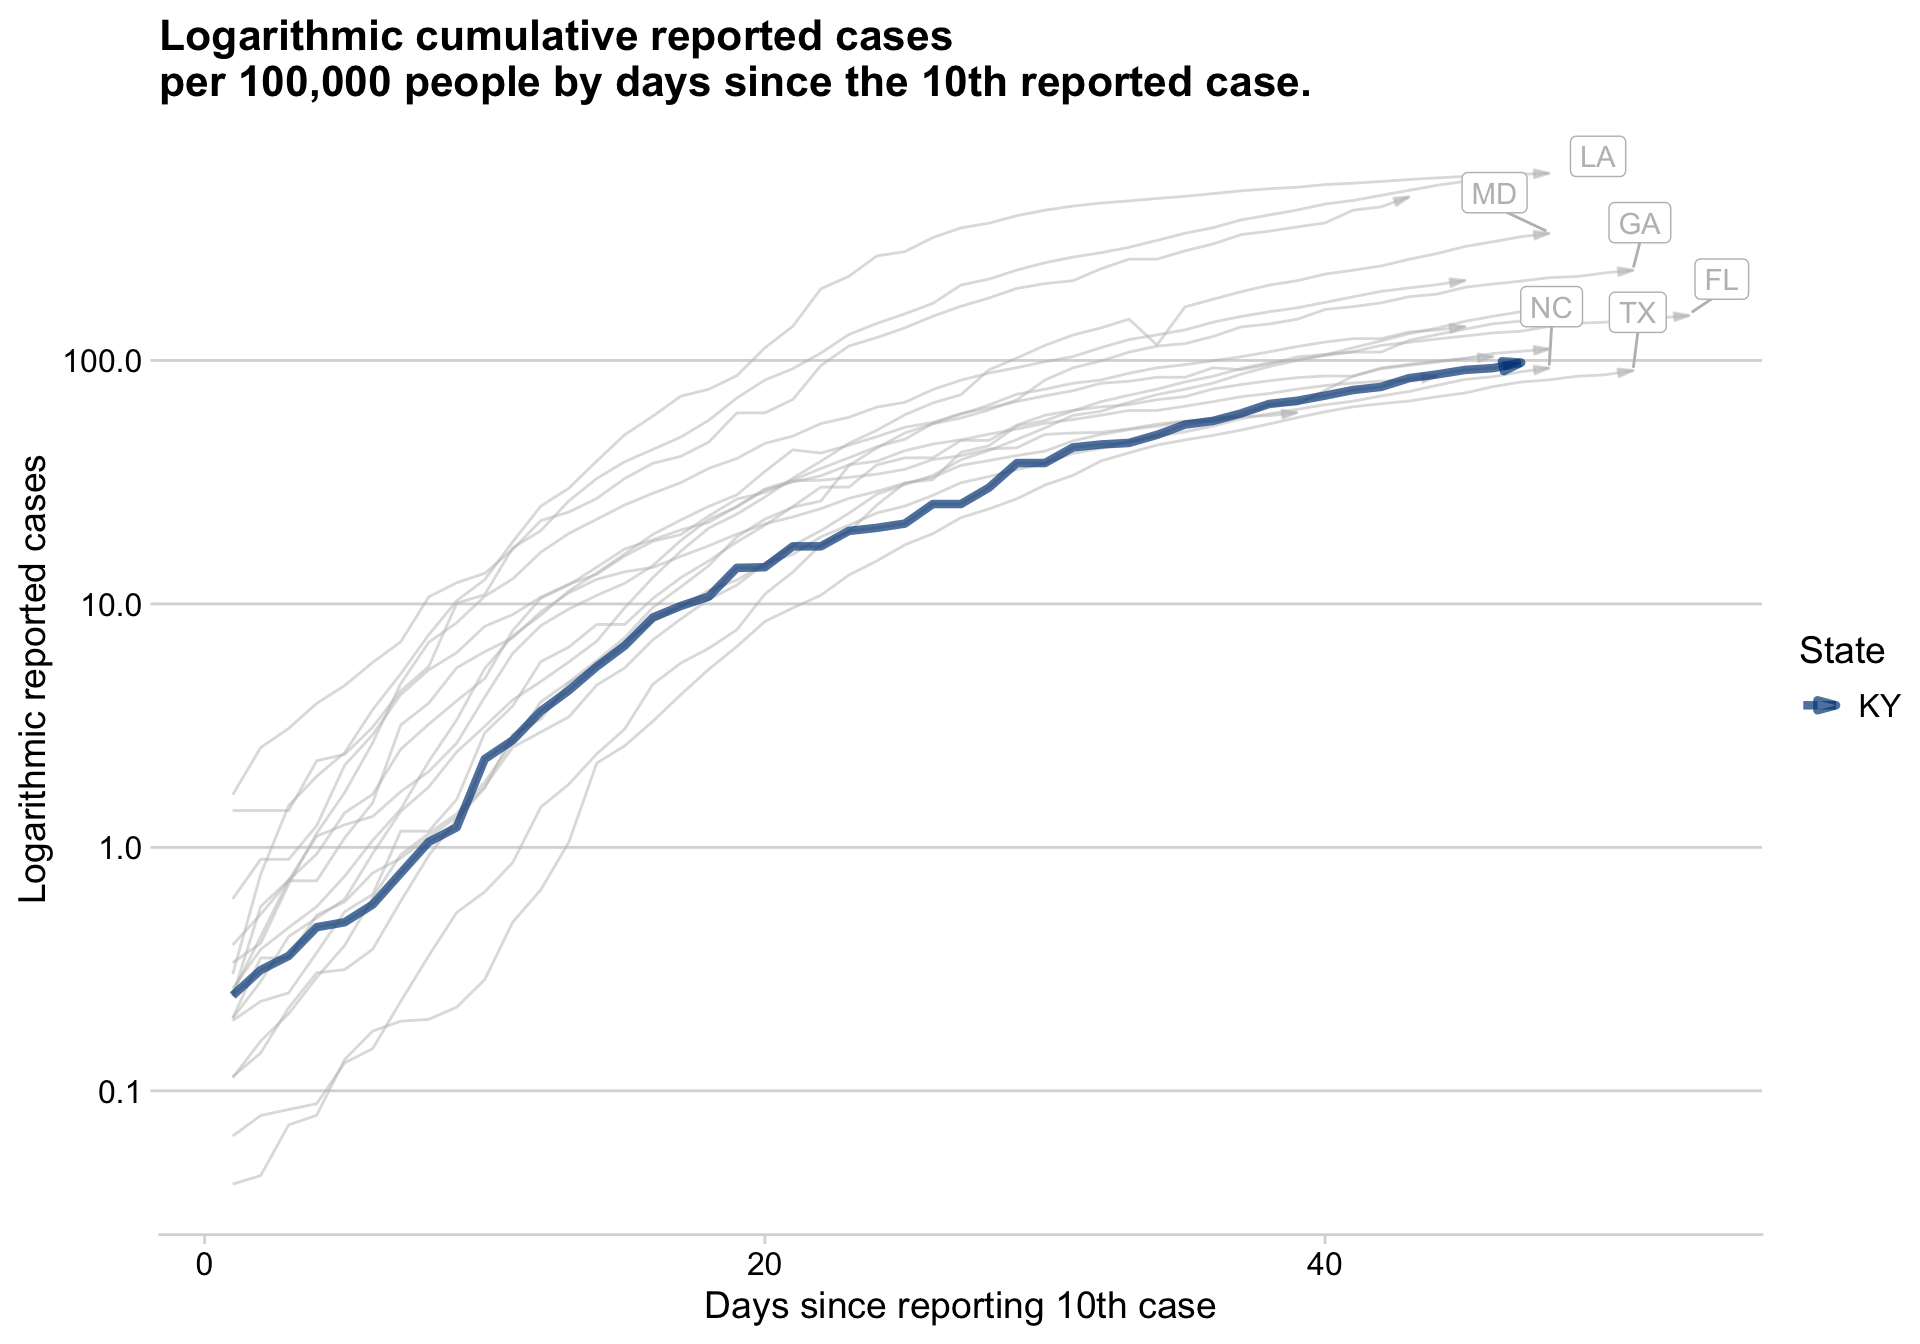 Logarithmic cumulative reported cases
per 100,000 people by days since the 10th reported case.
LA
MD
GA
FL
NC
TX
100.0
10.0
1.0
0.1
Logarithmic reported cases
State
KY
0
20
40
Days since reporting 10th case